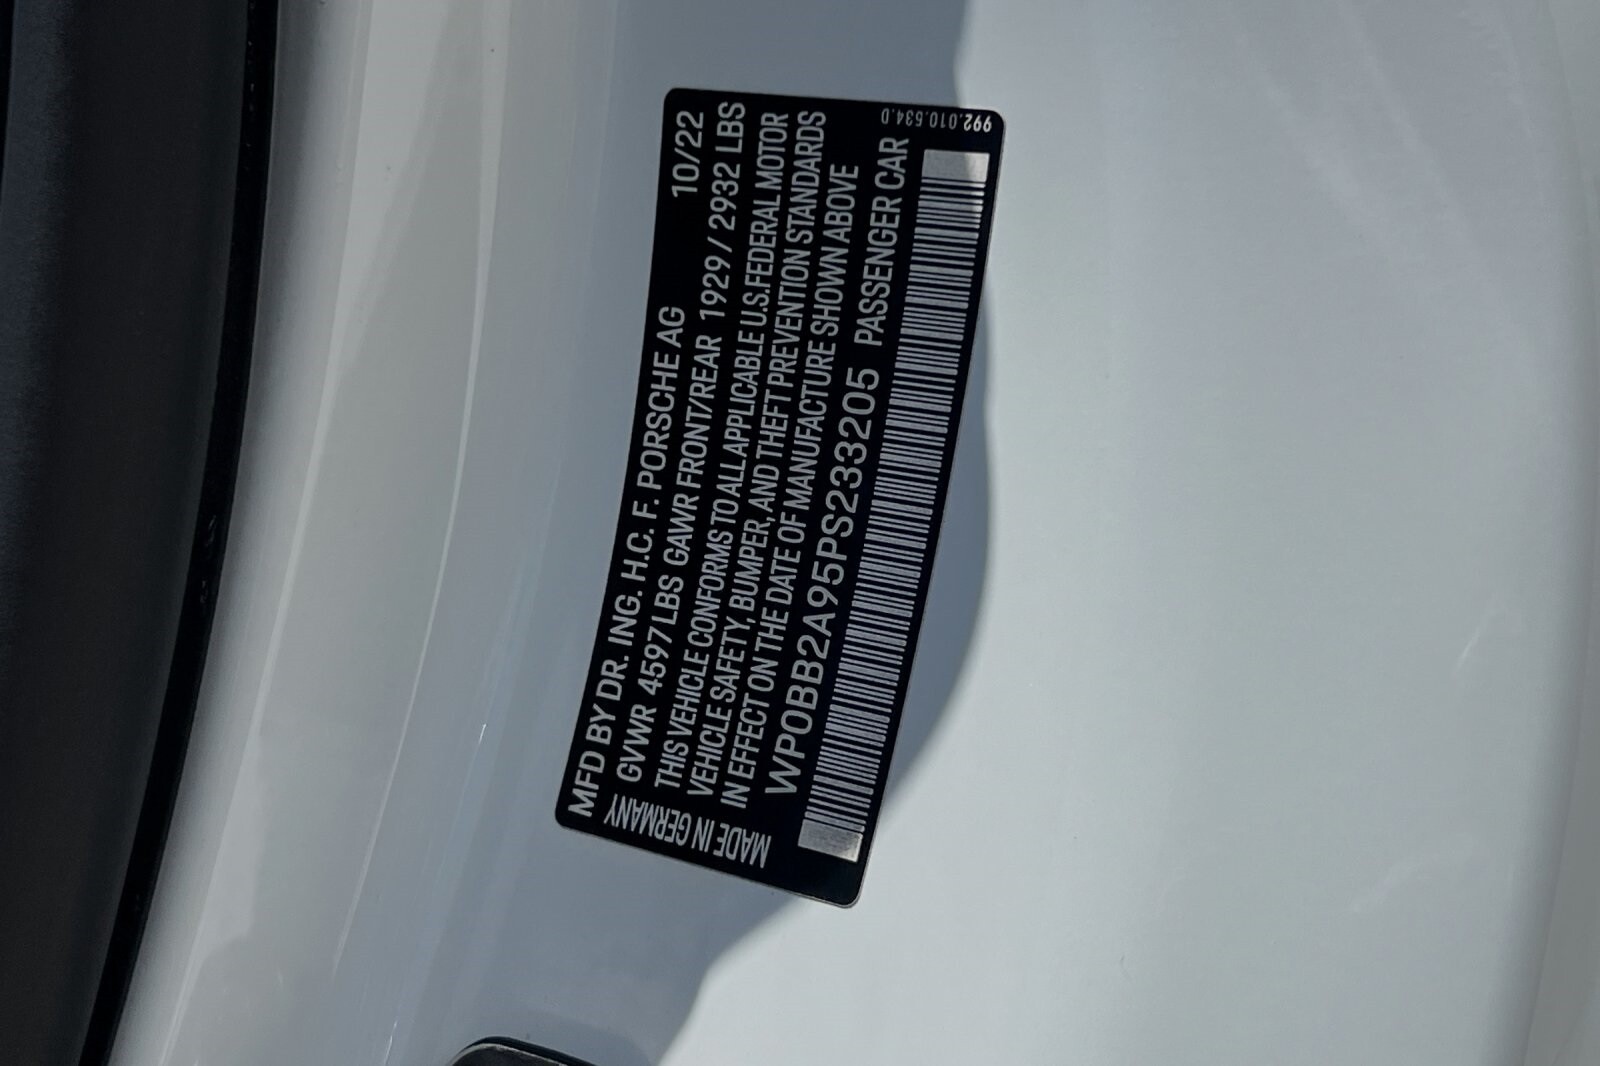 992.010.534.D
MFD BY DR. ING. H.C. F. PORSCHE AG 10/22
GVWR 4597 LBS GAWR FRONT/REAR 1929 / 2932 LBS
THIS VEHICLE CONFORMS TO ALL APPLICABLE U.S. FEDERAL MOTOR
VEHICLE SAFETY, BUMPER, AND THEFT PREVENTION STANDARDS
IN EFFECT ON THE DATE OF MANUFACTURE SHOWN ABOVE
WP0BB2A95PS233205 PASSENGER CAR
MADE IN GERMANY